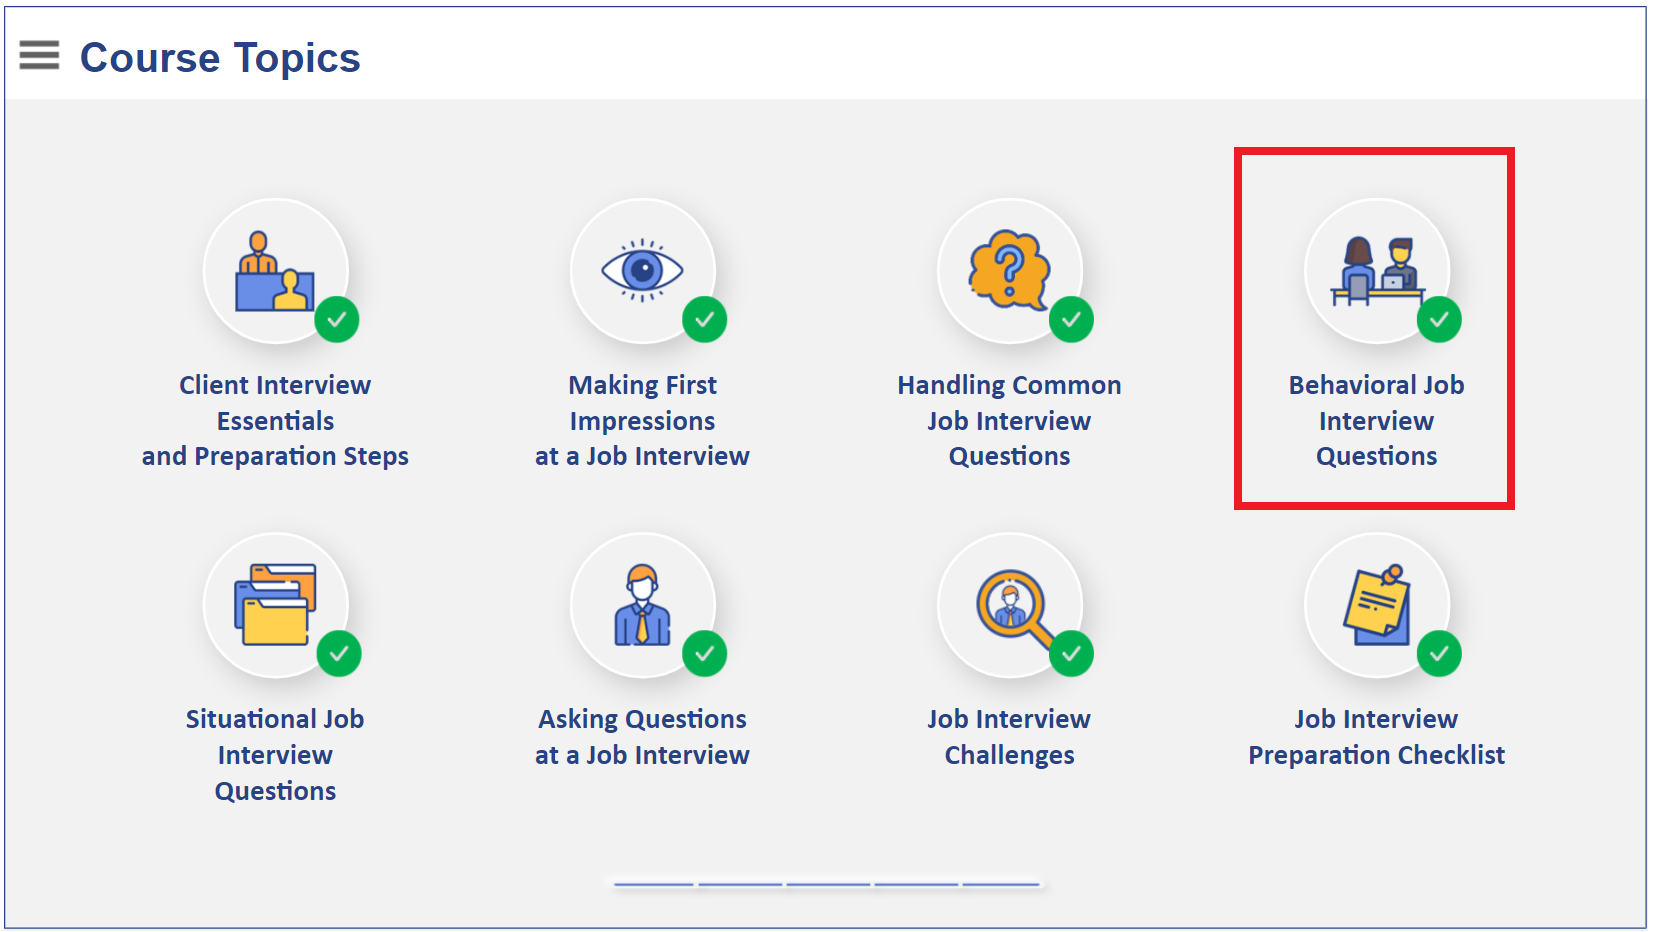 Course Topics
Client Interview
Essentials
and Preparation Steps
Making First
Impressions
at a Job Interview
Handling Common
Job Interview
Questions
Behavioral Job
Interview
Questions
Situational Job
Interview
Questions
Asking Questions
at a Job Interview
Job Interview
Challenges
Job Interview
Preparation Checklist